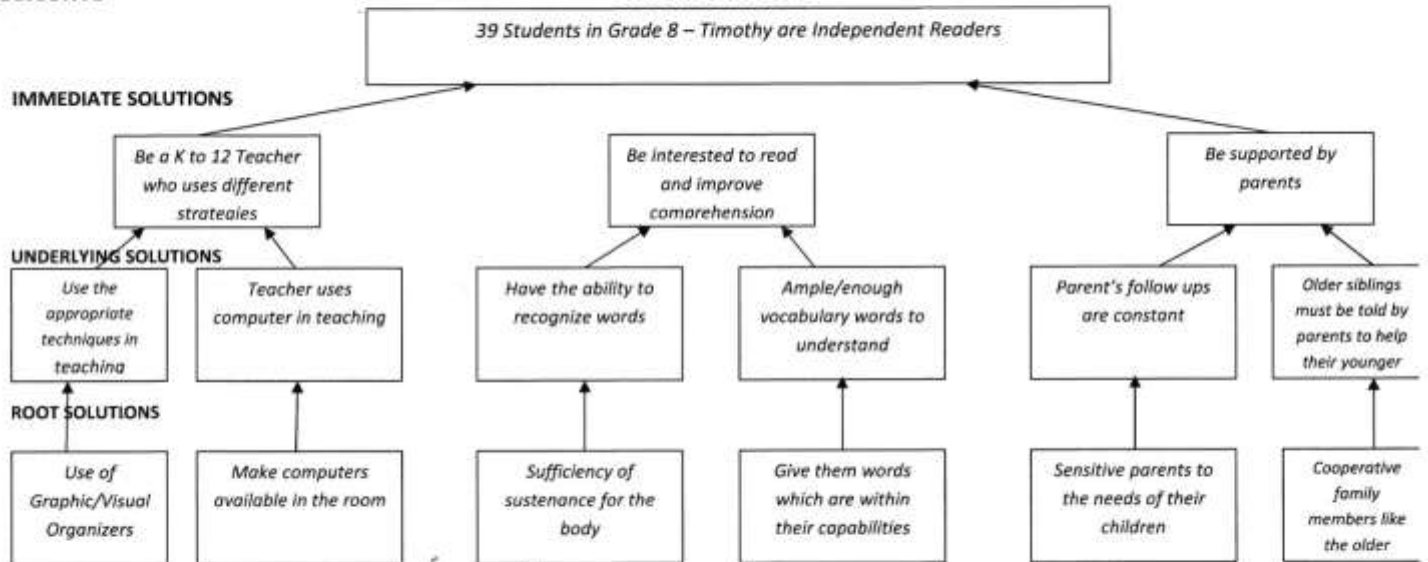 39 Students in Grade 8 – Timothy are Independent Readers
IMMEDIATE SOLUTIONS
Be a K to 12 Teacher
who uses different
strategies
Be interested to read
and improve
comprehension
Be supported by
parents
UNDERLYING SOLUTIONS
Use the
appropriate
techniques in
teaching
Teacher uses
computer in teaching
Have the ability to
recognize words
Ample/enough
vocabulary words to
understand
Parent's follow ups
are constant
Older siblings
must be told by
parents to help
their younger
ROOT SOLUTIONS
Use of
Graphic/Visual
Organizers
Make computers
available in the room
Sufficiency of
sustenance for the
body
Give them words
which are within
their capabilities
Sensitive parents to
the needs of their
children
Cooperative
family
members like
the older